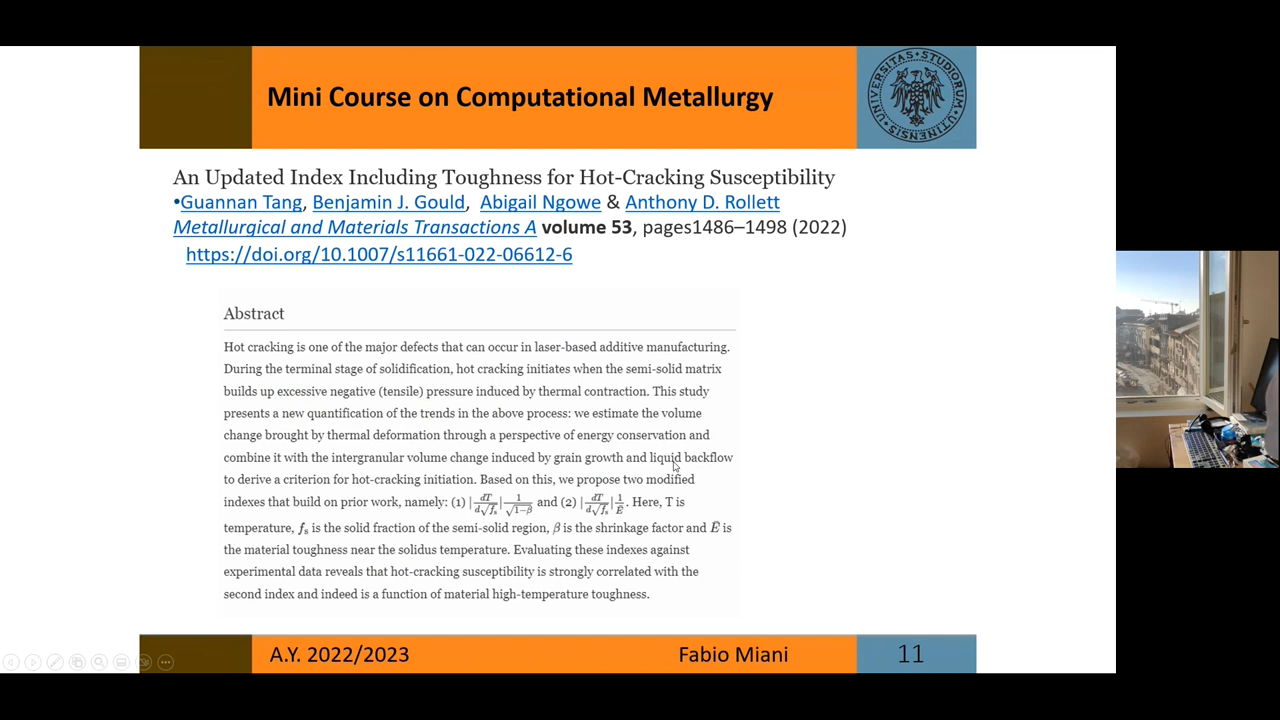 Mini Course on Computational Metallurgy
UNIVERSITAS · STUDIORUM · UTINENSIS
An Updated Index Including Toughness for Hot-Cracking Susceptibility
•Guannan Tang, Benjamin J. Gould, Abigail Ngowe & Anthony D. Rollett
Metallurgical and Materials Transactions A volume 53, pages1486–1498 (2022)
https://doi.org/10.1007/s11661-022-06612-6
Abstract
Hot cracking is one of the major defects that can occur in laser-based additive manufacturing.
During the terminal stage of solidification, hot cracking initiates when the semi-solid matrix
builds up excessive negative (tensile) pressure induced by thermal contraction. This study
presents a new quantification of the trends in the above process: we estimate the volume
change brought by thermal deformation through a perspective of energy conservation and
combine it with the intergranular volume change induced by grain growth and liquid backflow
to derive a criterion for hot-cracking initiation. Based on this, we propose two modified
indexes that build on prior work, namely: (1) |dT/d√fs|1/√1−β and (2) |dT/d√fs|1/Ē. Here, T is
temperature, fs is the solid fraction of the semi-solid region, β is the shrinkage factor and Ē is
the material toughness near the solidus temperature. Evaluating these indexes against
experimental data reveals that hot-cracking susceptibility is strongly correlated with the
second index and indeed is a function of material high-temperature toughness.
A.Y. 2022/2023
Fabio Miani
11